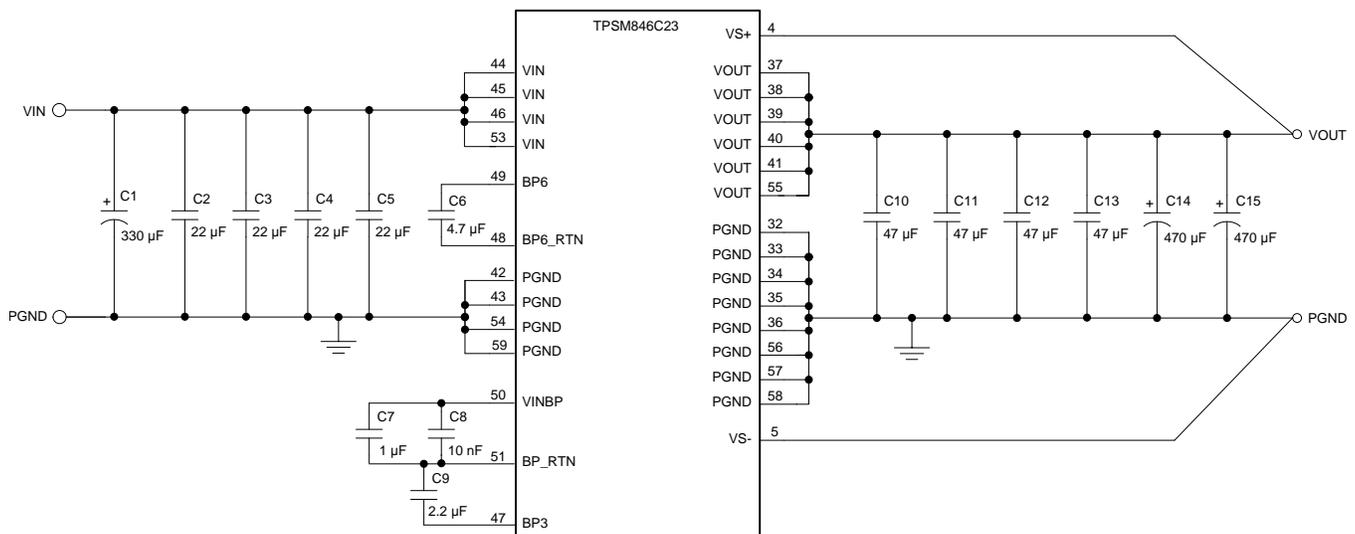 TPSM846C23
VS+
4
44
VIN
45
VIN
46
VIN
53
VIN
VIN
VOUT
37
VOUT
38
VOUT
39
VOUT
40
VOUT
41
VOUT
55
VOUT
49
BP6
C6
4.7 µF
48
BP6_RTN
C1
+
330 µF
C2
22 µF
C3
22 µF
C4
22 µF
C5
22 µF
C10
47 µF
C11
47 µF
C12
47 µF
C13
47 µF
C14
+
470 µF
C15
+
470 µF
42
PGND
43
PGND
54
PGND
59
PGND
PGND
PGND
32
PGND
33
PGND
34
PGND
35
PGND
36
PGND
56
PGND
57
PGND
58
PGND
50
VINBP
C7
1 µF
C8
10 nF
51
BP_RTN
C9
2.2 µF
47
BP3
VS-
5